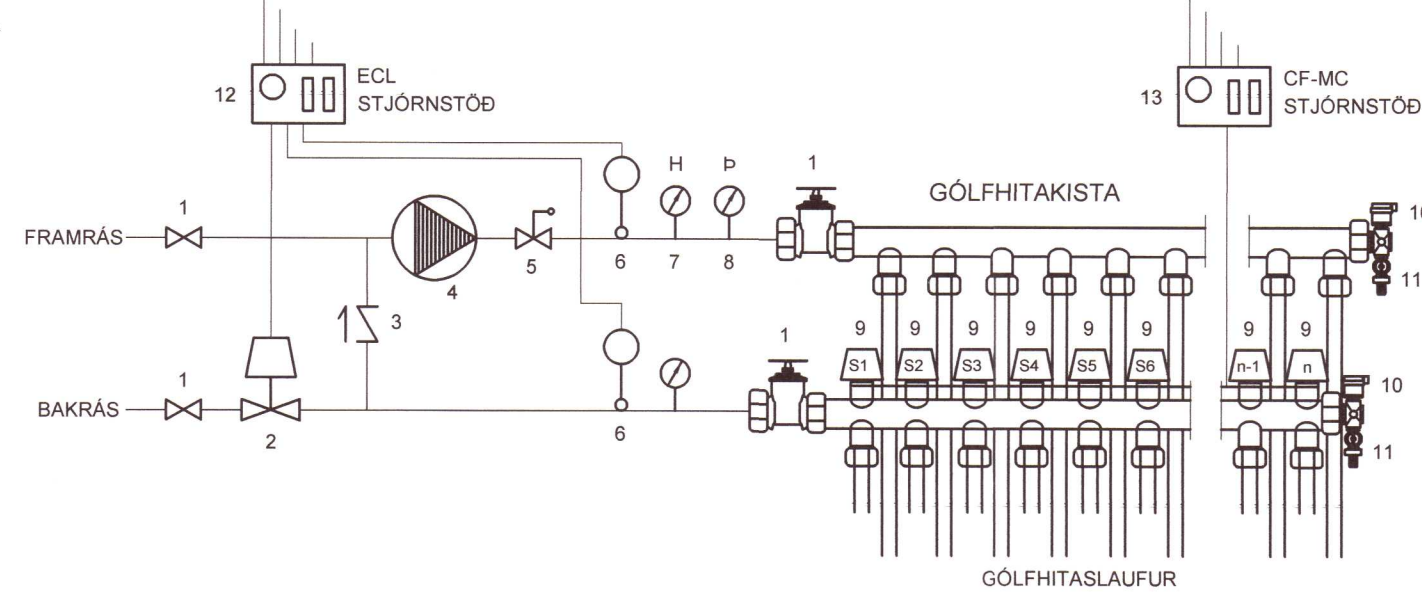 12
ECL
STJÓRNSTÖÐ
13
CF-MC
STJÓRNSTÖÐ
H
Þ
1
GÓLFHITAKISTA
1
FRAMRÁS
4
5
6
7
8
10
11
3
1
9
9
9
9
9
9
9
9
S1
S2
S3
S4
S5
S6
n-1
n
1
BAKRÁS
2
6
10
11
GÓLFHITASLAUFUR